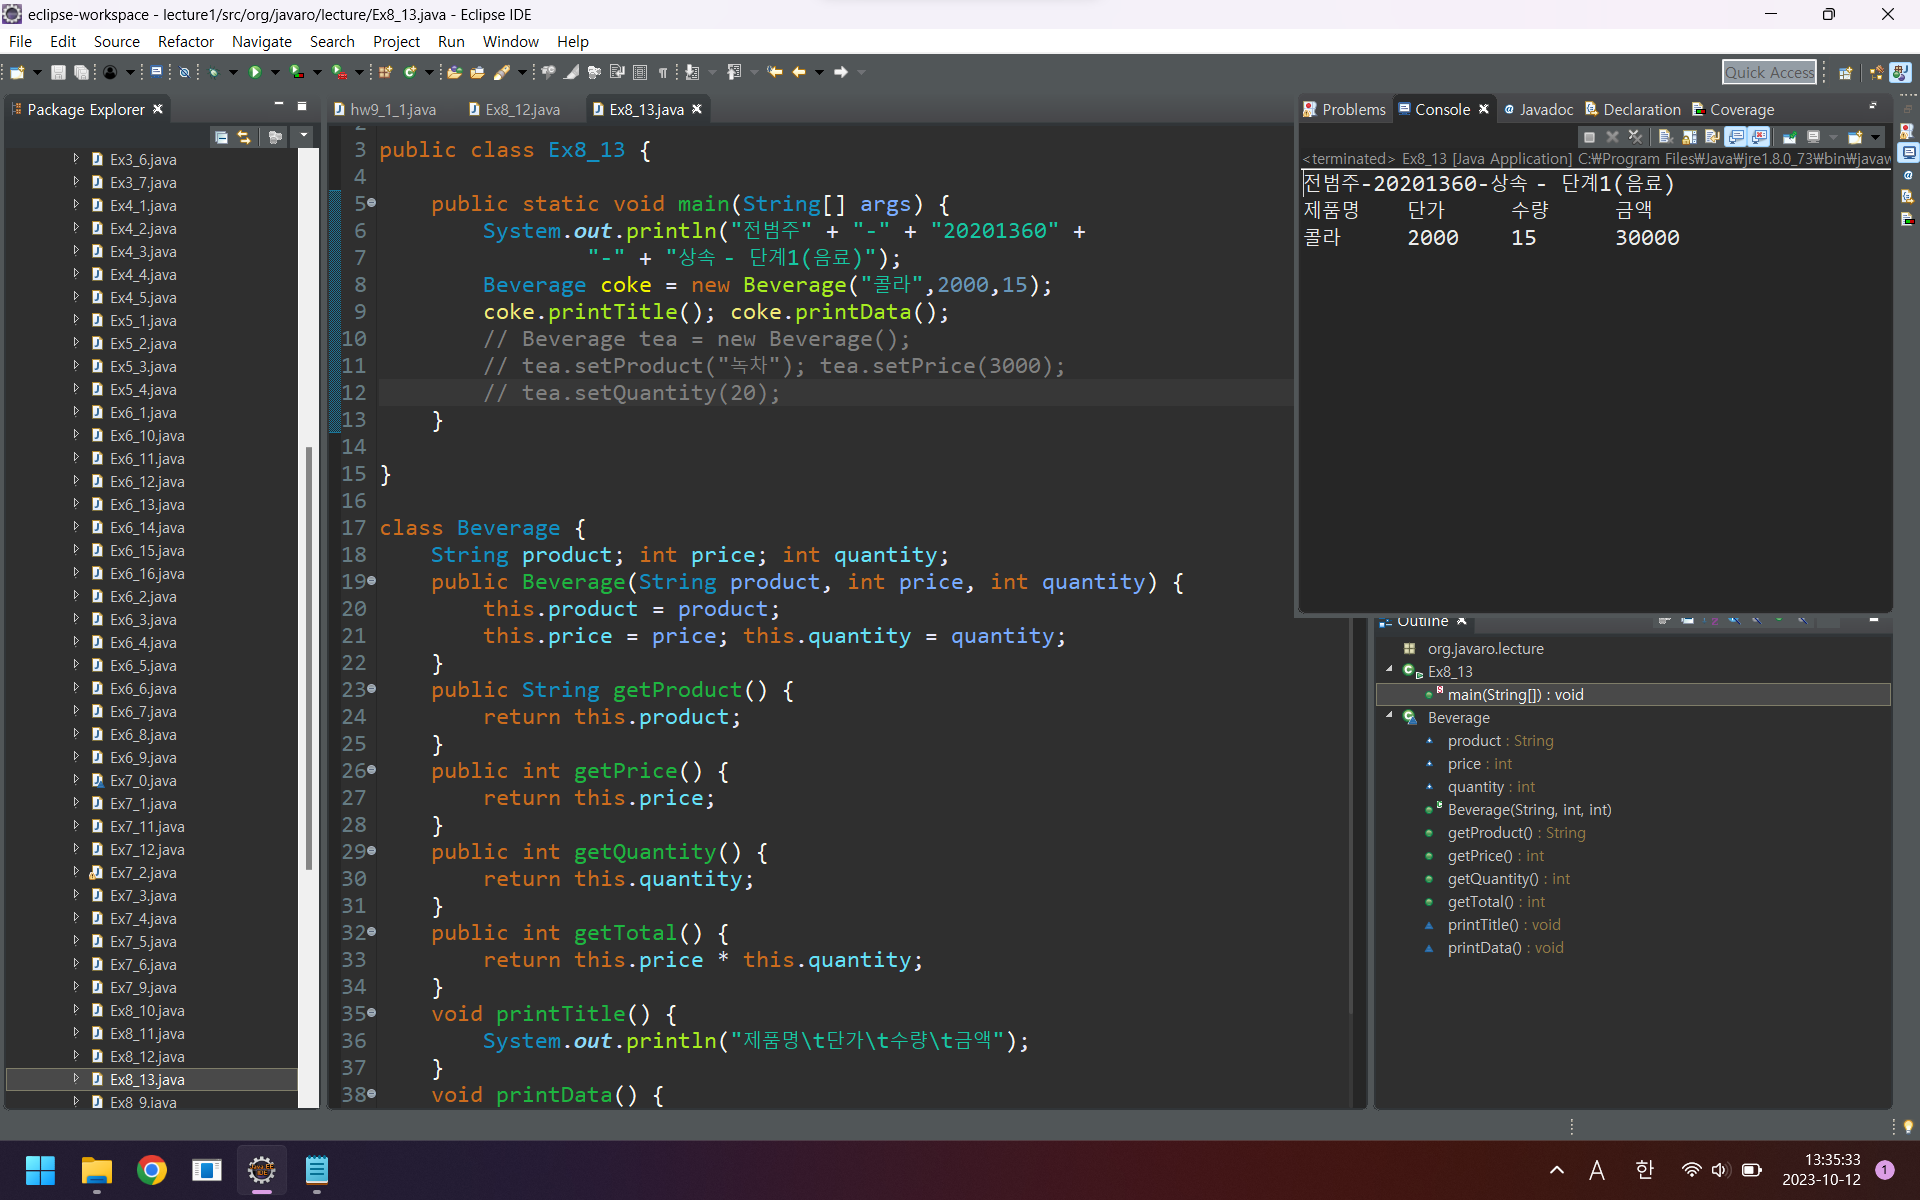 eclipse-workspace - lecture1/src/org/javaro/lecture/Ex8_13.java - Eclipse IDE
File Edit Source Refactor Navigate Search Project Run Window Help
Quick Access
Package Explorer
Ex3_6.java
Ex3_7.java
Ex4_1.java
Ex4_2.java
Ex4_3.java
Ex4_4.java
Ex4_5.java
Ex5_1.java
Ex5_2.java
Ex5_3.java
Ex5_4.java
Ex6_1.java
Ex6_10.java
Ex6_11.java
Ex6_12.java
Ex6_13.java
Ex6_14.java
Ex6_15.java
Ex6_16.java
Ex6_2.java
Ex6_3.java
Ex6_4.java
Ex6_5.java
Ex6_6.java
Ex6_7.java
Ex6_8.java
Ex6_9.java
Ex7_0.java
Ex7_1.java
Ex7_11.java
Ex7_12.java
Ex7_2.java
Ex7_3.java
Ex7_4.java
Ex7_5.java
Ex7_6.java
Ex7_9.java
Ex8_10.java
Ex8_11.java
Ex8_12.java
Ex8_13.java
Ex8_9.java
hw9_1_1.java Ex8_12.java Ex8_13.java
2
3 public class Ex8_13 {
4
5 public static void main(String[] args) {
6 System.out.println("전범주" + "-" + "20201360" +
7 "-" + "상속 - 단계1(음료)");
8 Beverage coke = new Beverage("콜라",2000,15);
9 coke.printTitle(); coke.printData();
10 // Beverage tea = new Beverage();
11 // tea.setProduct("녹차"); tea.setPrice(3000);
12 // tea.setQuantity(20);
13 }
14
15 }
16
17 class Beverage {
18 String product; int price; int quantity;
19 public Beverage(String product, int price, int quantity) {
20 this.product = product;
21 this.price = price; this.quantity = quantity;
22 }
23 public String getProduct() {
24 return this.product;
25 }
26 public int getPrice() {
27 return this.price;
28 }
29 public int getQuantity() {
30 return this.quantity;
31 }
32 public int getTotal() {
33 return this.price * this.quantity;
34 }
35 void printTitle() {
36 System.out.println("제품명\t단가\t수량\t금액");
37 }
38 void printData() {
Problems Console Javadoc Declaration Coverage
<terminated> Ex8_13 [Java Application] C:₩Program Files₩Java₩jre1.8.0_73₩bin₩javaw
전범주-20201360-상속 - 단계1(음료)
제품명 단가 수량 금액
콜라 2000 15 30000
Outline
org.javaro.lecture
Ex8_13
main(String[]) : void
Beverage
product : String
price : int
quantity : int
Beverage(String, int, int)
getProduct() : String
getPrice() : int
getQuantity() : int
getTotal() : int
printTitle() : void
printData() : void
A 한 13:35:33 1
2023-10-12